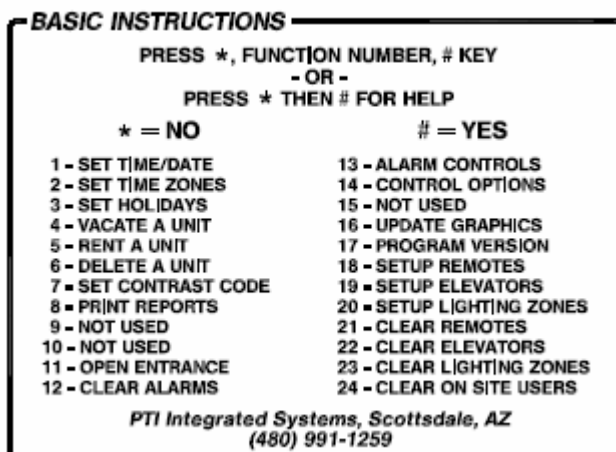 BASIC INSTRUCTIONS
PRESS *, FUNCTION NUMBER, # KEY
- OR -
PRESS * THEN # FOR HELP
* = NO
# = YES
1 - SET TIME/DATE
2 - SET TIME ZONES
3 - SET HOLIDAYS
4 - VACATE A UNIT
5 - RENT A UNIT
6 - DELETE A UNIT
7 - SET CONTRAST CODE
8 - PRINT REPORTS
9 - NOT USED
10 - NOT USED
11 - OPEN ENTRANCE
12 - CLEAR ALARMS
13 - ALARM CONTROLS
14 - CONTROL OPTIONS
15 - NOT USED
16 - UPDATE GRAPHICS
17 - PROGRAM VERSION
18 - SETUP REMOTES
19 - SETUP ELEVATORS
20 - SETUP LIGHTING ZONES
21 - CLEAR REMOTES
22 - CLEAR ELEVATORS
23 - CLEAR LIGHTING ZONES
24 - CLEAR ON SITE USERS
PTI Integrated Systems, Scottsdale, AZ
(480) 991-1259